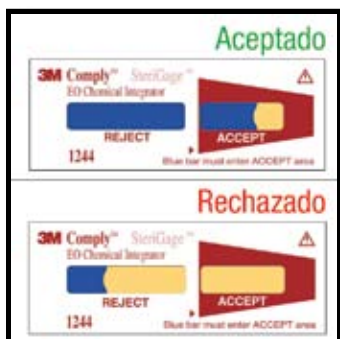 Aceptado
3M Comply™ SteriGage™
EO Chemical Integrator
REJECT
ACCEPT
1244
Blue bar must enter ACCEPT area
Rechazado
3M Comply™ SteriGage™
EO Chemical Integrator
REJECT
ACCEPT
1244
Blue bar must enter ACCEPT area